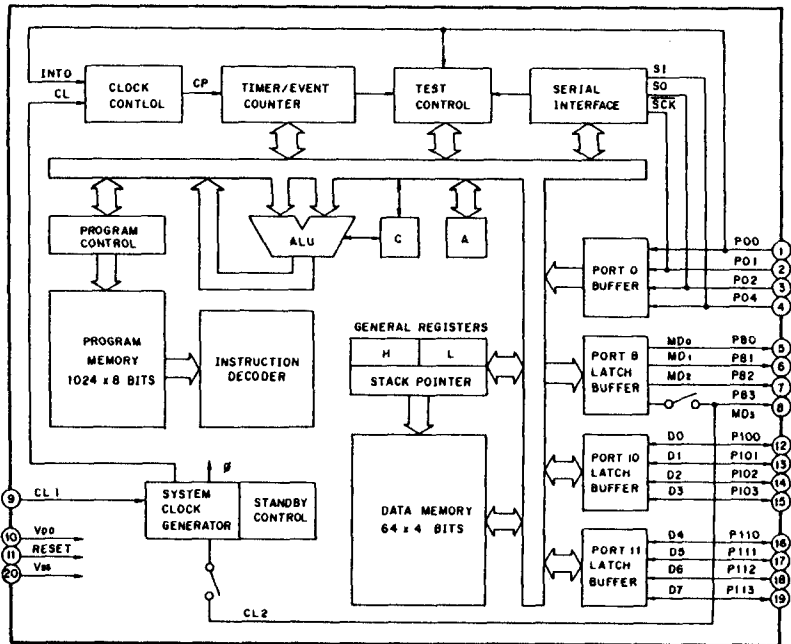 INTO
CL
CLOCK
CONTLOL
CP
TIMER/EVENT
COUNTER
TEST
CONTROL
SERIAL
INTERFACE
SI
SO
SCK
PROGRAM
CONTROL
ALU
C
A
PORT 0
BUFFER
P00
1
P01
2
P02
3
P04
4
PROGRAM
MEMORY
1024 x 8 BITS
INSTRUCTION
DECODER
GENERAL REGISTERS
H
L
STACK POINTER
PORT 8
LATCH
BUFFER
MD0
P80
5
MD1
P81
6
MD2
P82
7
P83
8
MD3
DATA MEMORY
64 x 4 BITS
PORT 10
LATCH
BUFFER
D0
P100
12
D1
P101
13
D2
P102
14
D3
P103
15
9
CL1
SYSTEM
CLOCK
GENERATOR
ø
STANDBY
CONTROL
10
VDD
11
RESET
20
VSS
CL2
PORT 11
LATCH
BUFFER
D4
P110
16
D5
P111
17
D6
P112
18
D7
P113
19